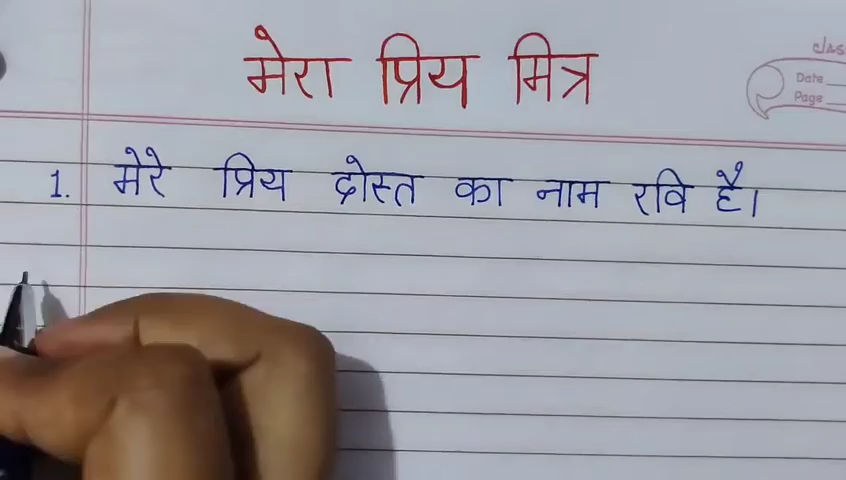 मेरा प्रिय मित्र
Date
Page
1. मेरे प्रिय दोस्त का नाम रवि है।